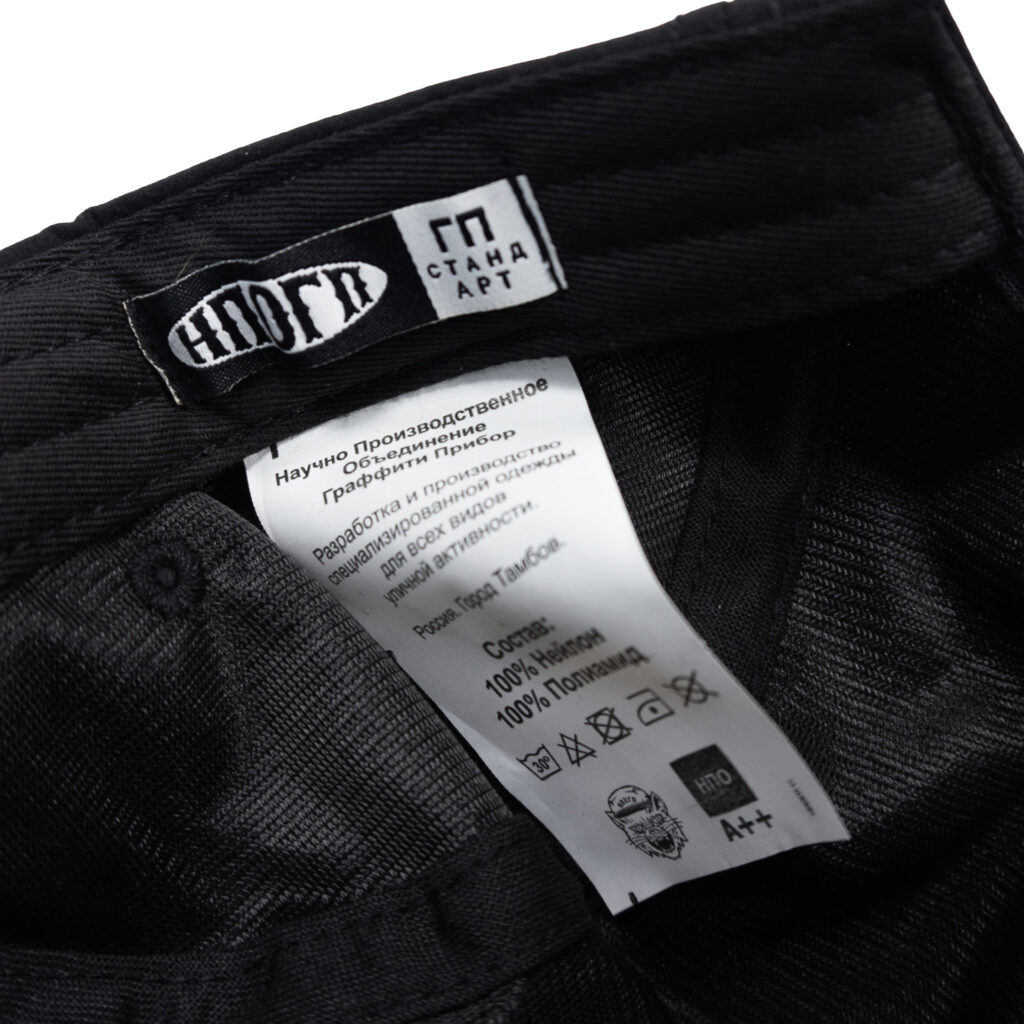 НПОГП
ГП
СТАНД
АРТ
Научно Производственное
Объединение
Граффити Прибор
Разработка и производство
специализированной одежды
для всех видов
уличной активности.
Россия. Город Тамбов.
Состав:
100% Нейлон
100% Полиамид
30°
НПОГП
НПО
А++